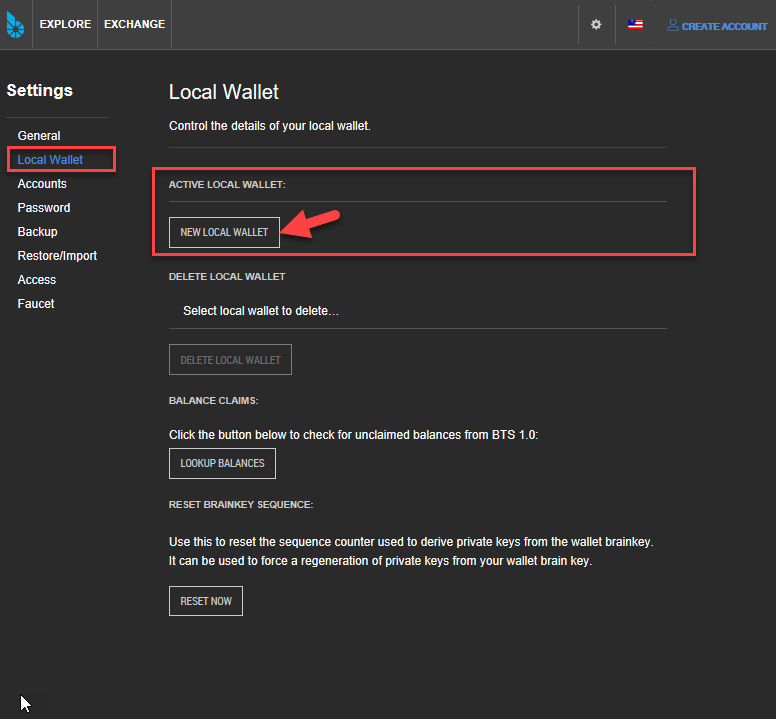 EXPLORE
EXCHANGE
CREATE ACCOUNT
Settings
General
Local Wallet
Accounts
Password
Backup
Restore/Import
Access
Faucet
Local Wallet
Control the details of your local wallet.
ACTIVE LOCAL WALLET:
NEW LOCAL WALLET
DELETE LOCAL WALLET
Select local wallet to delete...
DELETE LOCAL WALLET
BALANCE CLAIMS:
Click the button below to check for unclaimed balances from BTS 1.0:
LOOKUP BALANCES
RESET BRAINKEY SEQUENCE:
Use this to reset the sequence counter used to derive private keys from the wallet brainkey.
It can be used to force a regeneration of private keys from your wallet brain key.
RESET NOW